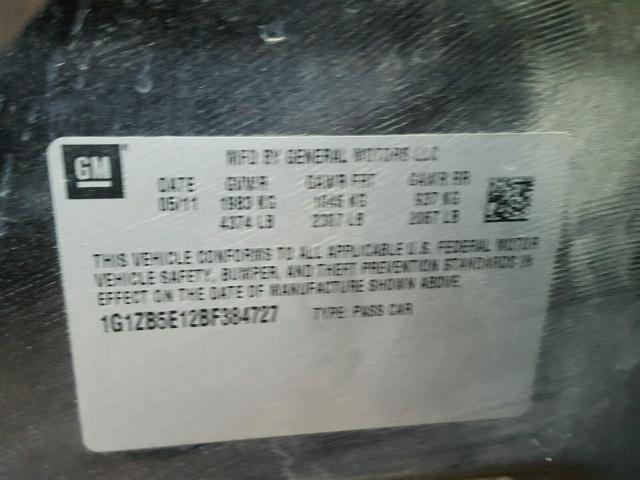 GM
MFD BY GENERAL MOTORS LLC
DATE GVWR GAWR FRT GAWR RR
05/11 1983 KG 1046 KG 937 KG
4374 LB 2307 LB 2067 LB
THIS VEHICLE CONFORMS TO ALL APPLICABLE U.S. FEDERAL MOTOR
VEHICLE SAFETY, BUMPER, AND THEFT PREVENTION STANDARDS IN
EFFECT ON THE DATE OF MANUFACTURE SHOWN ABOVE
1G1ZB5E12BF384727 TYPE: PASS CAR